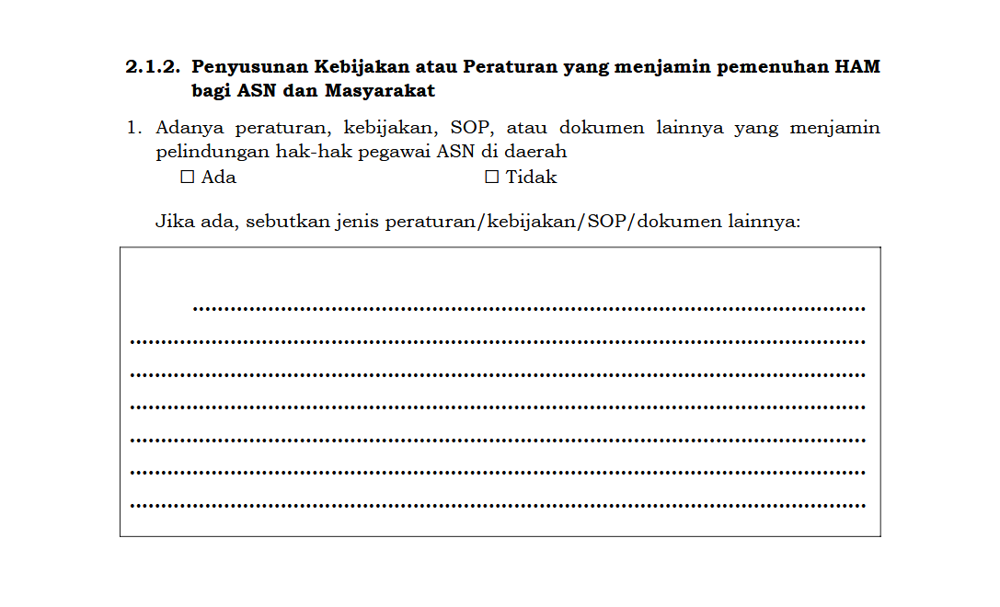 2.1.2. Penyusunan Kebijakan atau Peraturan yang menjamin pemenuhan HAM
bagi ASN dan Masyarakat
1. Adanya peraturan, kebijakan, SOP, atau dokumen lainnya yang menjamin
pelindungan hak-hak pegawai ASN di daerah
☐ Ada ☐ Tidak
Jika ada, sebutkan jenis peraturan/kebijakan/SOP/dokumen lainnya: